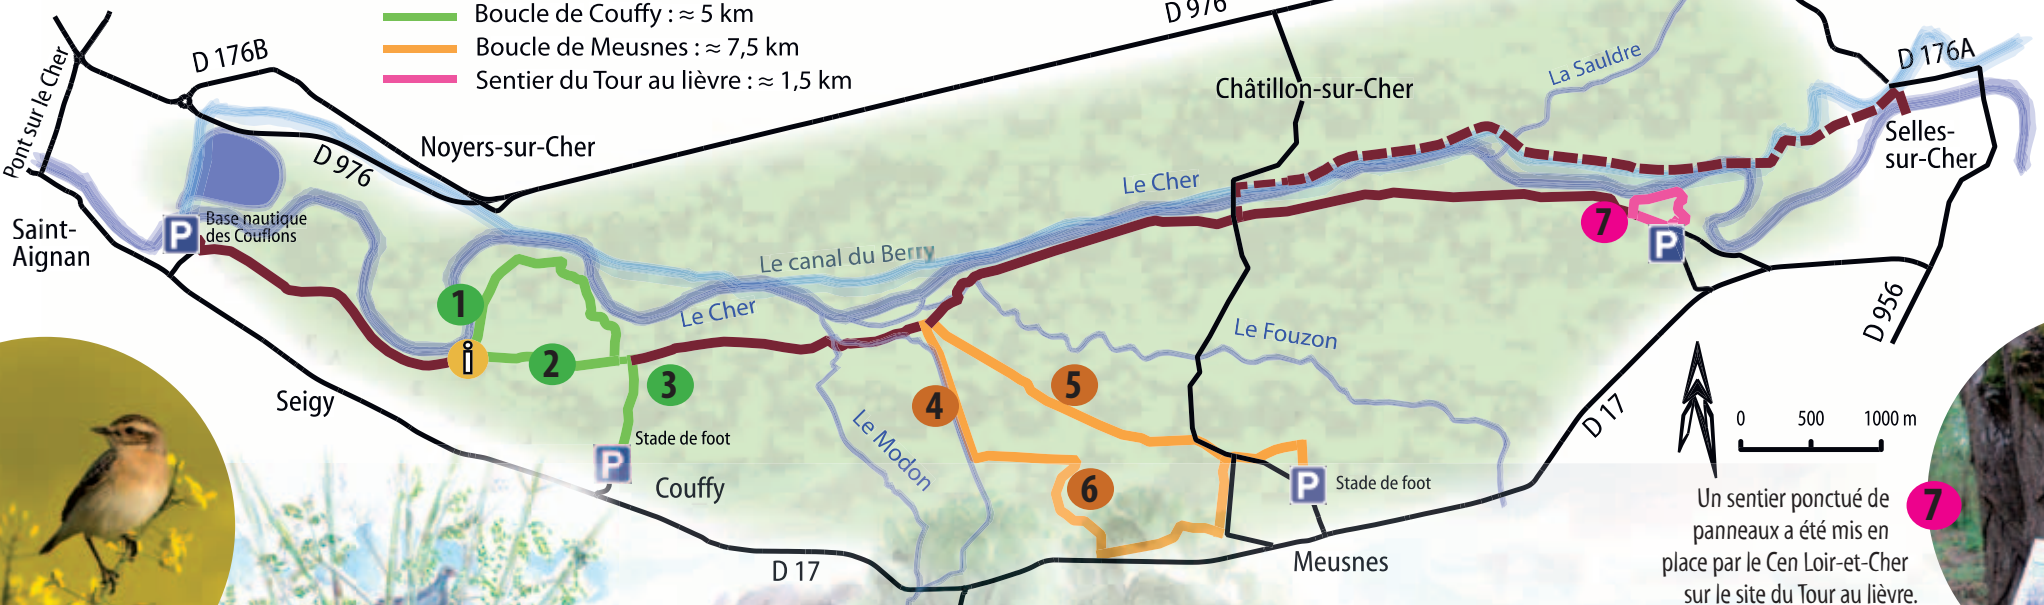 Boucle de Couffy : ≈ 5 km
Boucle de Meusnes : ≈ 7,5 km
Sentier du Tour au lièvre : ≈ 1,5 km
D 976
D 176B
D 176A
Pont sur le Cher
La Sauldre
Châtillon-sur-Cher
Noyers-sur-Cher
D 976
Selles-
sur-Cher
Le Cher
Base nautique
des Couflons
P
Saint-
Aignan
7
P
Le canal du Berry
Le Cher
1
i
2
3
Le Fouzon
D 956
4
5
Seigy
Stade de foot
P
Couffy
Le Modon
6
P
Stade de foot
D 17
0 500 1000 m
D 17
Meusnes
Un sentier ponctué de
panneaux a été mis en
place par le Cen Loir-et-Cher
sur le site du Tour au lièvre.
7